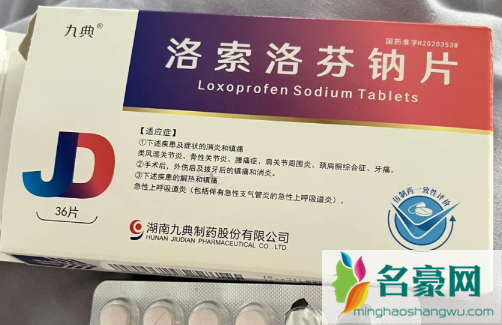 九典®
国药准字H20203538
洛索洛芬钠片
Loxoprofen Sodium Tablets
JD
36片
【适应症】
①下述疾患及症状的消炎和镇痛
类风湿关节炎、骨性关节炎、腰痛症、肩关节周围炎、颈肩腕综合征、牙痛。
②手术后，外伤后及拔牙后的镇痛和消炎。
③下述疾患的解热和镇痛
急性上呼吸道炎（包括伴有急性支气管炎的急性上呼吸道炎）。
湖南九典制药股份有限公司
HUNAN JIUDIAN PHARMACEUTICAL CO., LTD.
仿制药一致性评价
名豪网
minghaoshangwu.com